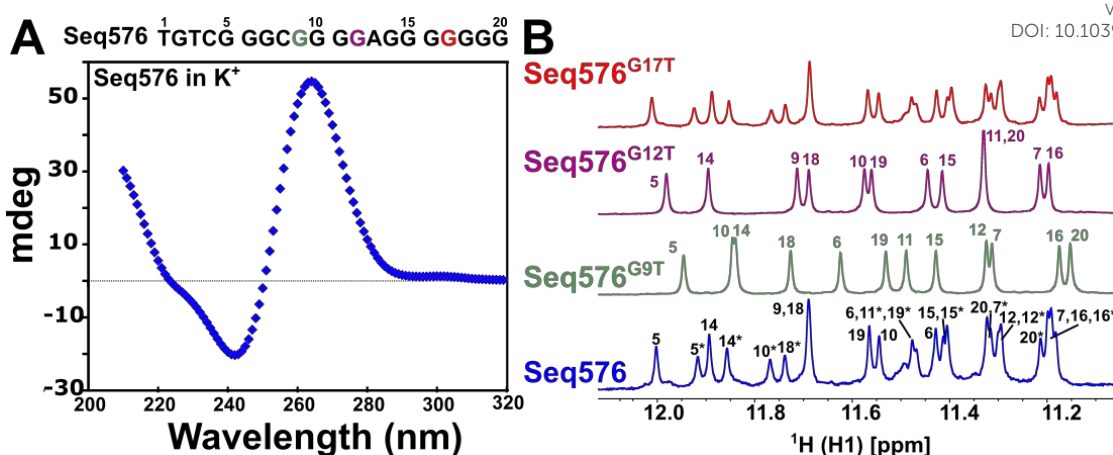 V
DOI: 10.1039
A
1 5 10 15 20
Seq576 TGTCG GGCGG GGAGG GGGGG
Seq576 in K+
mdeg
50
30
10
-10
-30
200 220 240 260 280 300 320
Wavelength (nm)
B
Seq576G17T
Seq576G12T
5 14 9 18 10 19 6 15 11,20 7 16
Seq576G9T
5 10 14 18 6 19 11 15 12 7 16 20
Seq576
5 5* 14 14* 10* 18* 9,18 19 10 6,11*,19* 6 15,15* 20 7* 12,12* 20* 7,16,16*
12.0 11.8 11.6 11.4 11.2
1H (H1) [ppm]